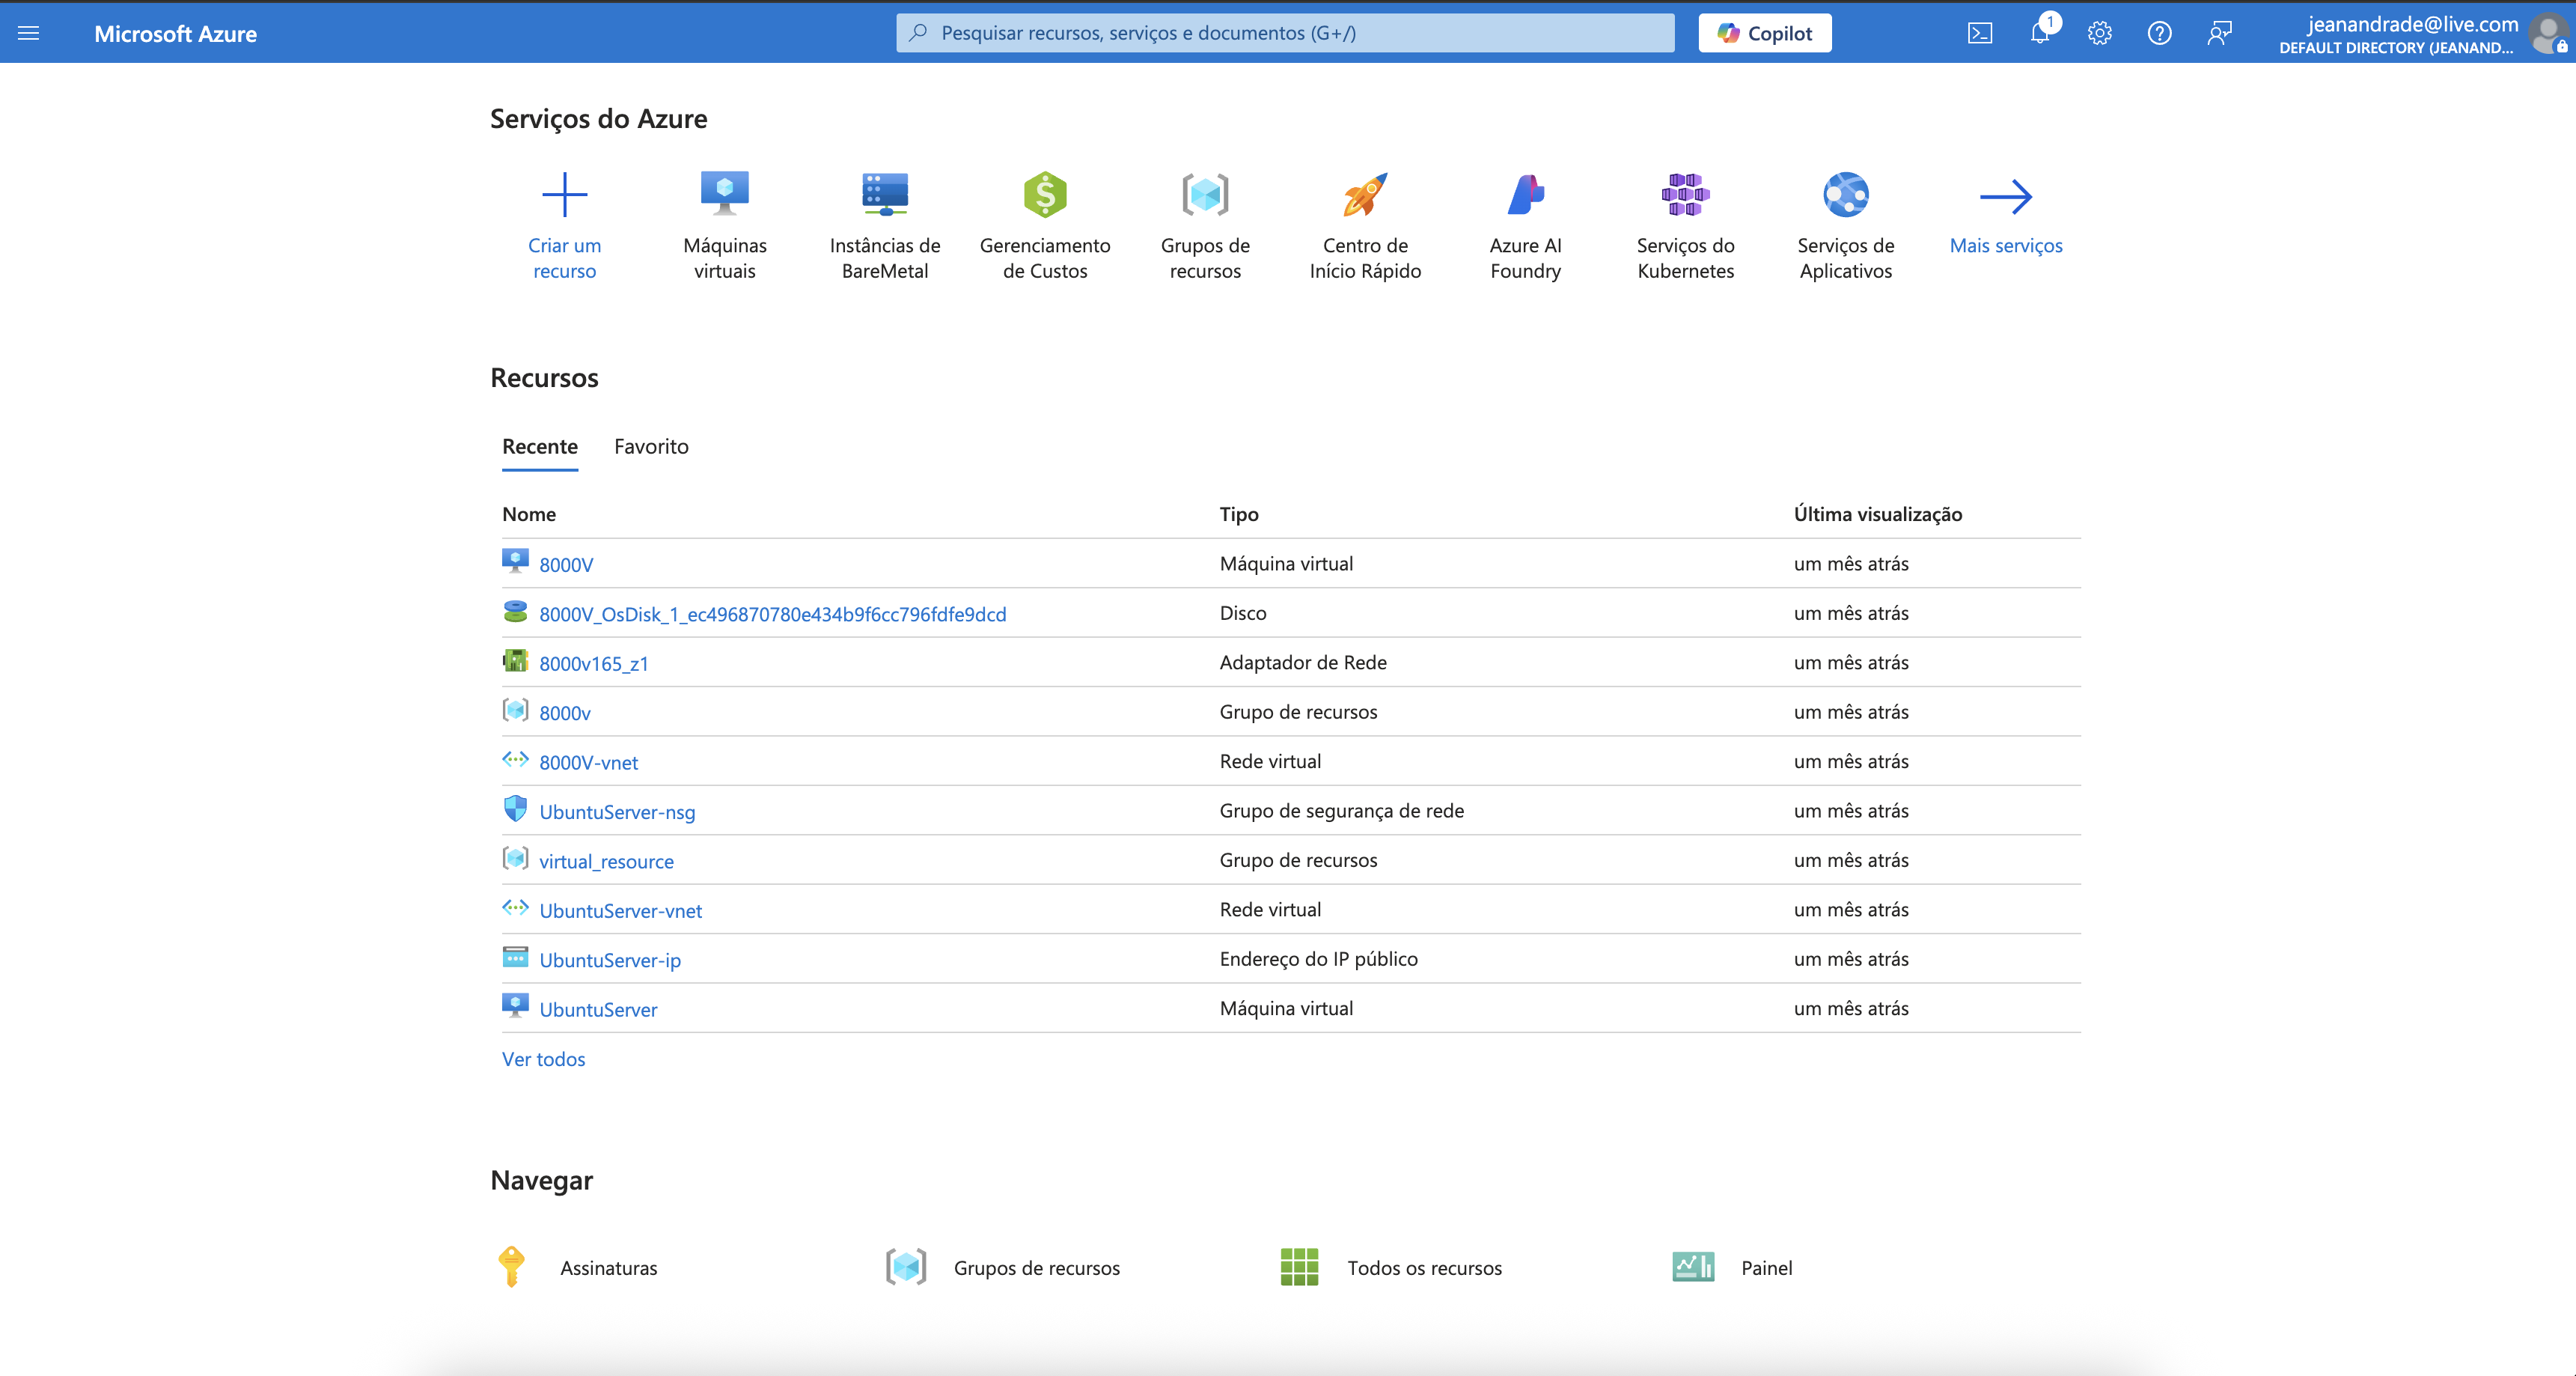 Microsoft Azure
Pesquisar recursos, serviços e documentos (G+/)
Copilot
1
jeanandrade@live.com
DEFAULT DIRECTORY (JEANAND...
Serviços do Azure
Criar um
recurso
Máquinas
virtuais
Instâncias de
BareMetal
Gerenciamento
de Custos
Grupos de
recursos
Centro de
Início Rápido
Azure AI
Foundry
Serviços do
Kubernetes
Serviços de
Aplicativos
Mais serviços
Recursos
Recente Favorito
Nome Tipo Última visualização
8000V Máquina virtual um mês atrás
8000V_OsDisk_1_ec496870780e434b9f6cc796fdfe9dcd Disco um mês atrás
8000v165_z1 Adaptador de Rede um mês atrás
8000v Grupo de recursos um mês atrás
8000V-vnet Rede virtual um mês atrás
UbuntuServer-nsg Grupo de segurança de rede um mês atrás
virtual_resource Grupo de recursos um mês atrás
UbuntuServer-vnet Rede virtual um mês atrás
UbuntuServer-ip Endereço do IP público um mês atrás
UbuntuServer Máquina virtual um mês atrás
Ver todos
Navegar
Assinaturas Grupos de recursos Todos os recursos Painel